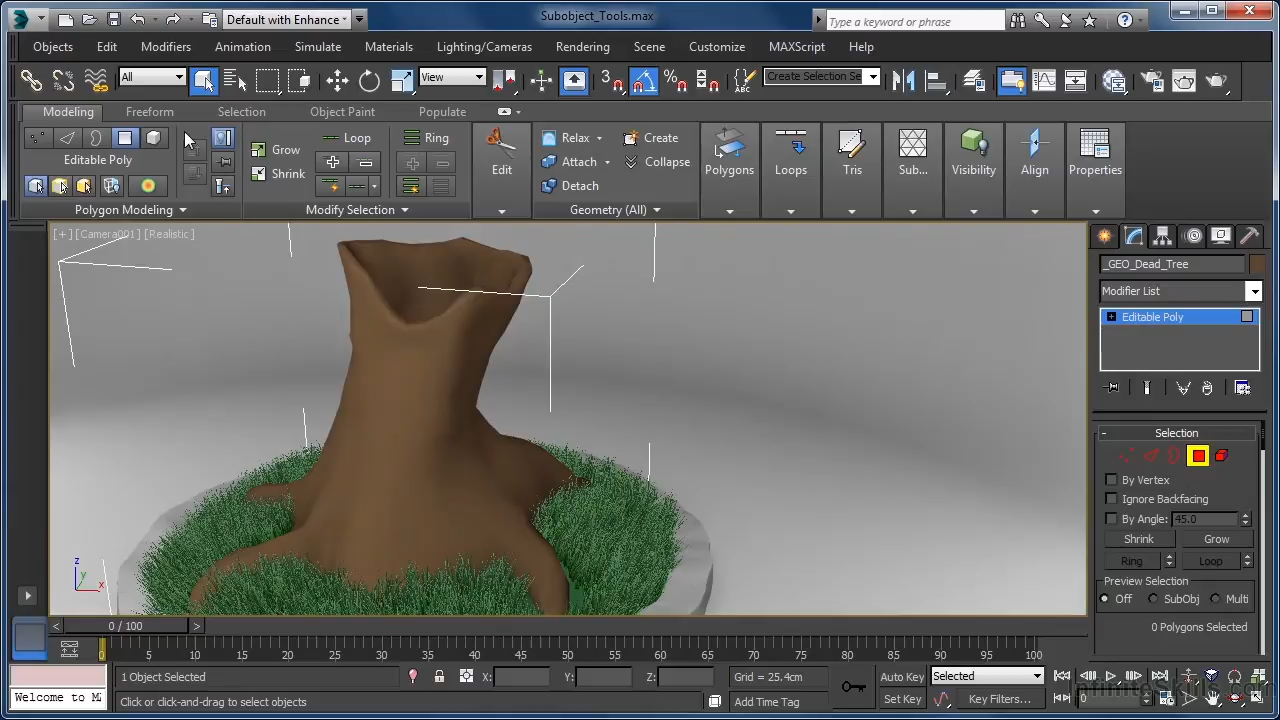 Default with Enhance
Subobject_Tools.max
Type a keyword or phrase
Objects Edit Modifiers Animation Simulate Materials Lighting/Cameras Rendering Scene Customize MAXScript Help
All View 3 % ABC Create Selection Se
Modeling Freeform Selection Object Paint Populate
Editable Poly
Polygon Modeling
Grow
Shrink
Loop
Ring
Modify Selection
Edit
Relax
Create
Attach
Collapse
Detach
Geometry (All)
Polygons
Loops
Tris
Sub...
Visibility
Align
Properties
[+] [Camera001] [Realistic]
z
y
x
_GEO_Dead_Tree
Modifier List
Editable Poly
Selection
By Vertex
Ignore Backfacing
By Angle: 45.0
Shrink Grow
Ring Loop
Preview Selection
Off SubObj Multi
0 Polygons Selected
< 0 / 100 >
0 5 10 15 20 25 30 35 40 45 50 55 60 65 70 75 80 85 90 95 100
1 Object Selected X: Y: Z: Grid = 25.4cm Auto Key Selected
Welcome to M
Click or click-and-drag to select objects Add Time Tag Set Key Key Filters... 0